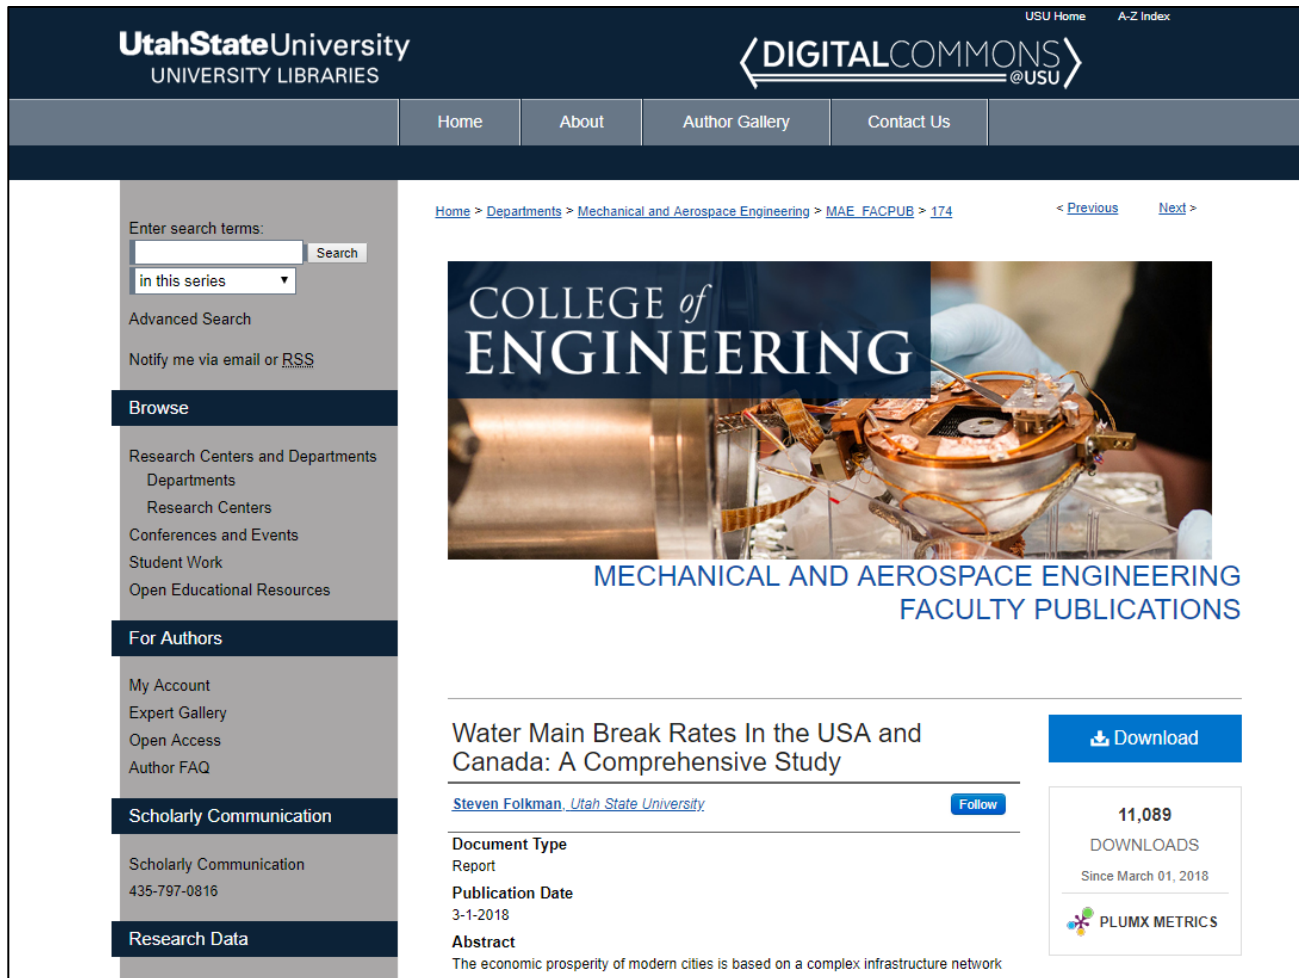 USU Home A-Z Index
UtahStateUniversity
UNIVERSITY LIBRARIES
DIGITALCOMMONS
@USU
Home About Author Gallery Contact Us
Enter search terms:
Search
in this series
Advanced Search
Notify me via email or RSS
Browse
Research Centers and Departments
Departments
Research Centers
Conferences and Events
Student Work
Open Educational Resources
For Authors
My Account
Expert Gallery
Open Access
Author FAQ
Scholarly Communication
Scholarly Communication
435-797-0816
Research Data
Home > Departments > Mechanical and Aerospace Engineering > MAE_FACPUB > 174
< Previous Next >
COLLEGE of
ENGINEERING
MECHANICAL AND AEROSPACE ENGINEERING
FACULTY PUBLICATIONS
Water Main Break Rates In the USA and
Canada: A Comprehensive Study
Steven Folkman, Utah State University
Follow
Document Type
Report
Publication Date
3-1-2018
Abstract
The economic prosperity of modern cities is based on a complex infrastructure network
Download
11,089
DOWNLOADS
Since March 01, 2018
PLUMX METRICS